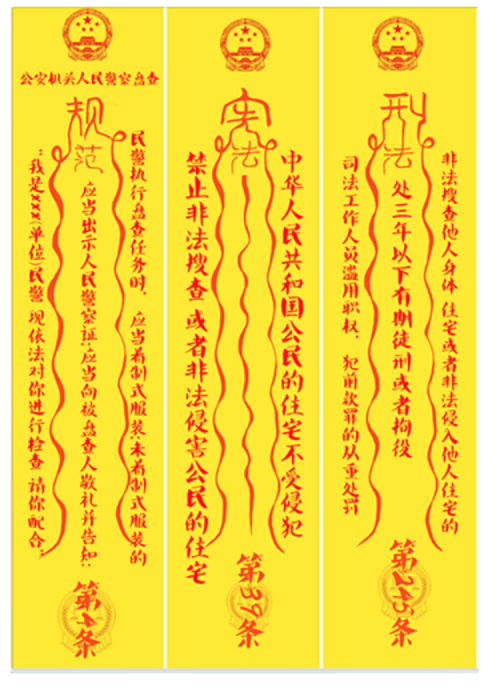 公安机关人民警察盘查
规范
民警执行盘查任务时，应当着制式服装;未着制式服装的
应当出示人民警察证.应当向被盘查人敬礼并告知:
“我是×××(单位)民警 现依法对你进行检查 请你配合。”
第4条
宪法
中华人民共和国公民的住宅不受侵犯
禁止非法搜查 或者非法侵害公民的住宅
第39条
刑法
非法搜查他人身体 住宅或者非法侵入他人住宅的
处三年以下有期徒刑或者拘役
司法工作人员滥用职权，犯前款罪的从重处罚
第245条